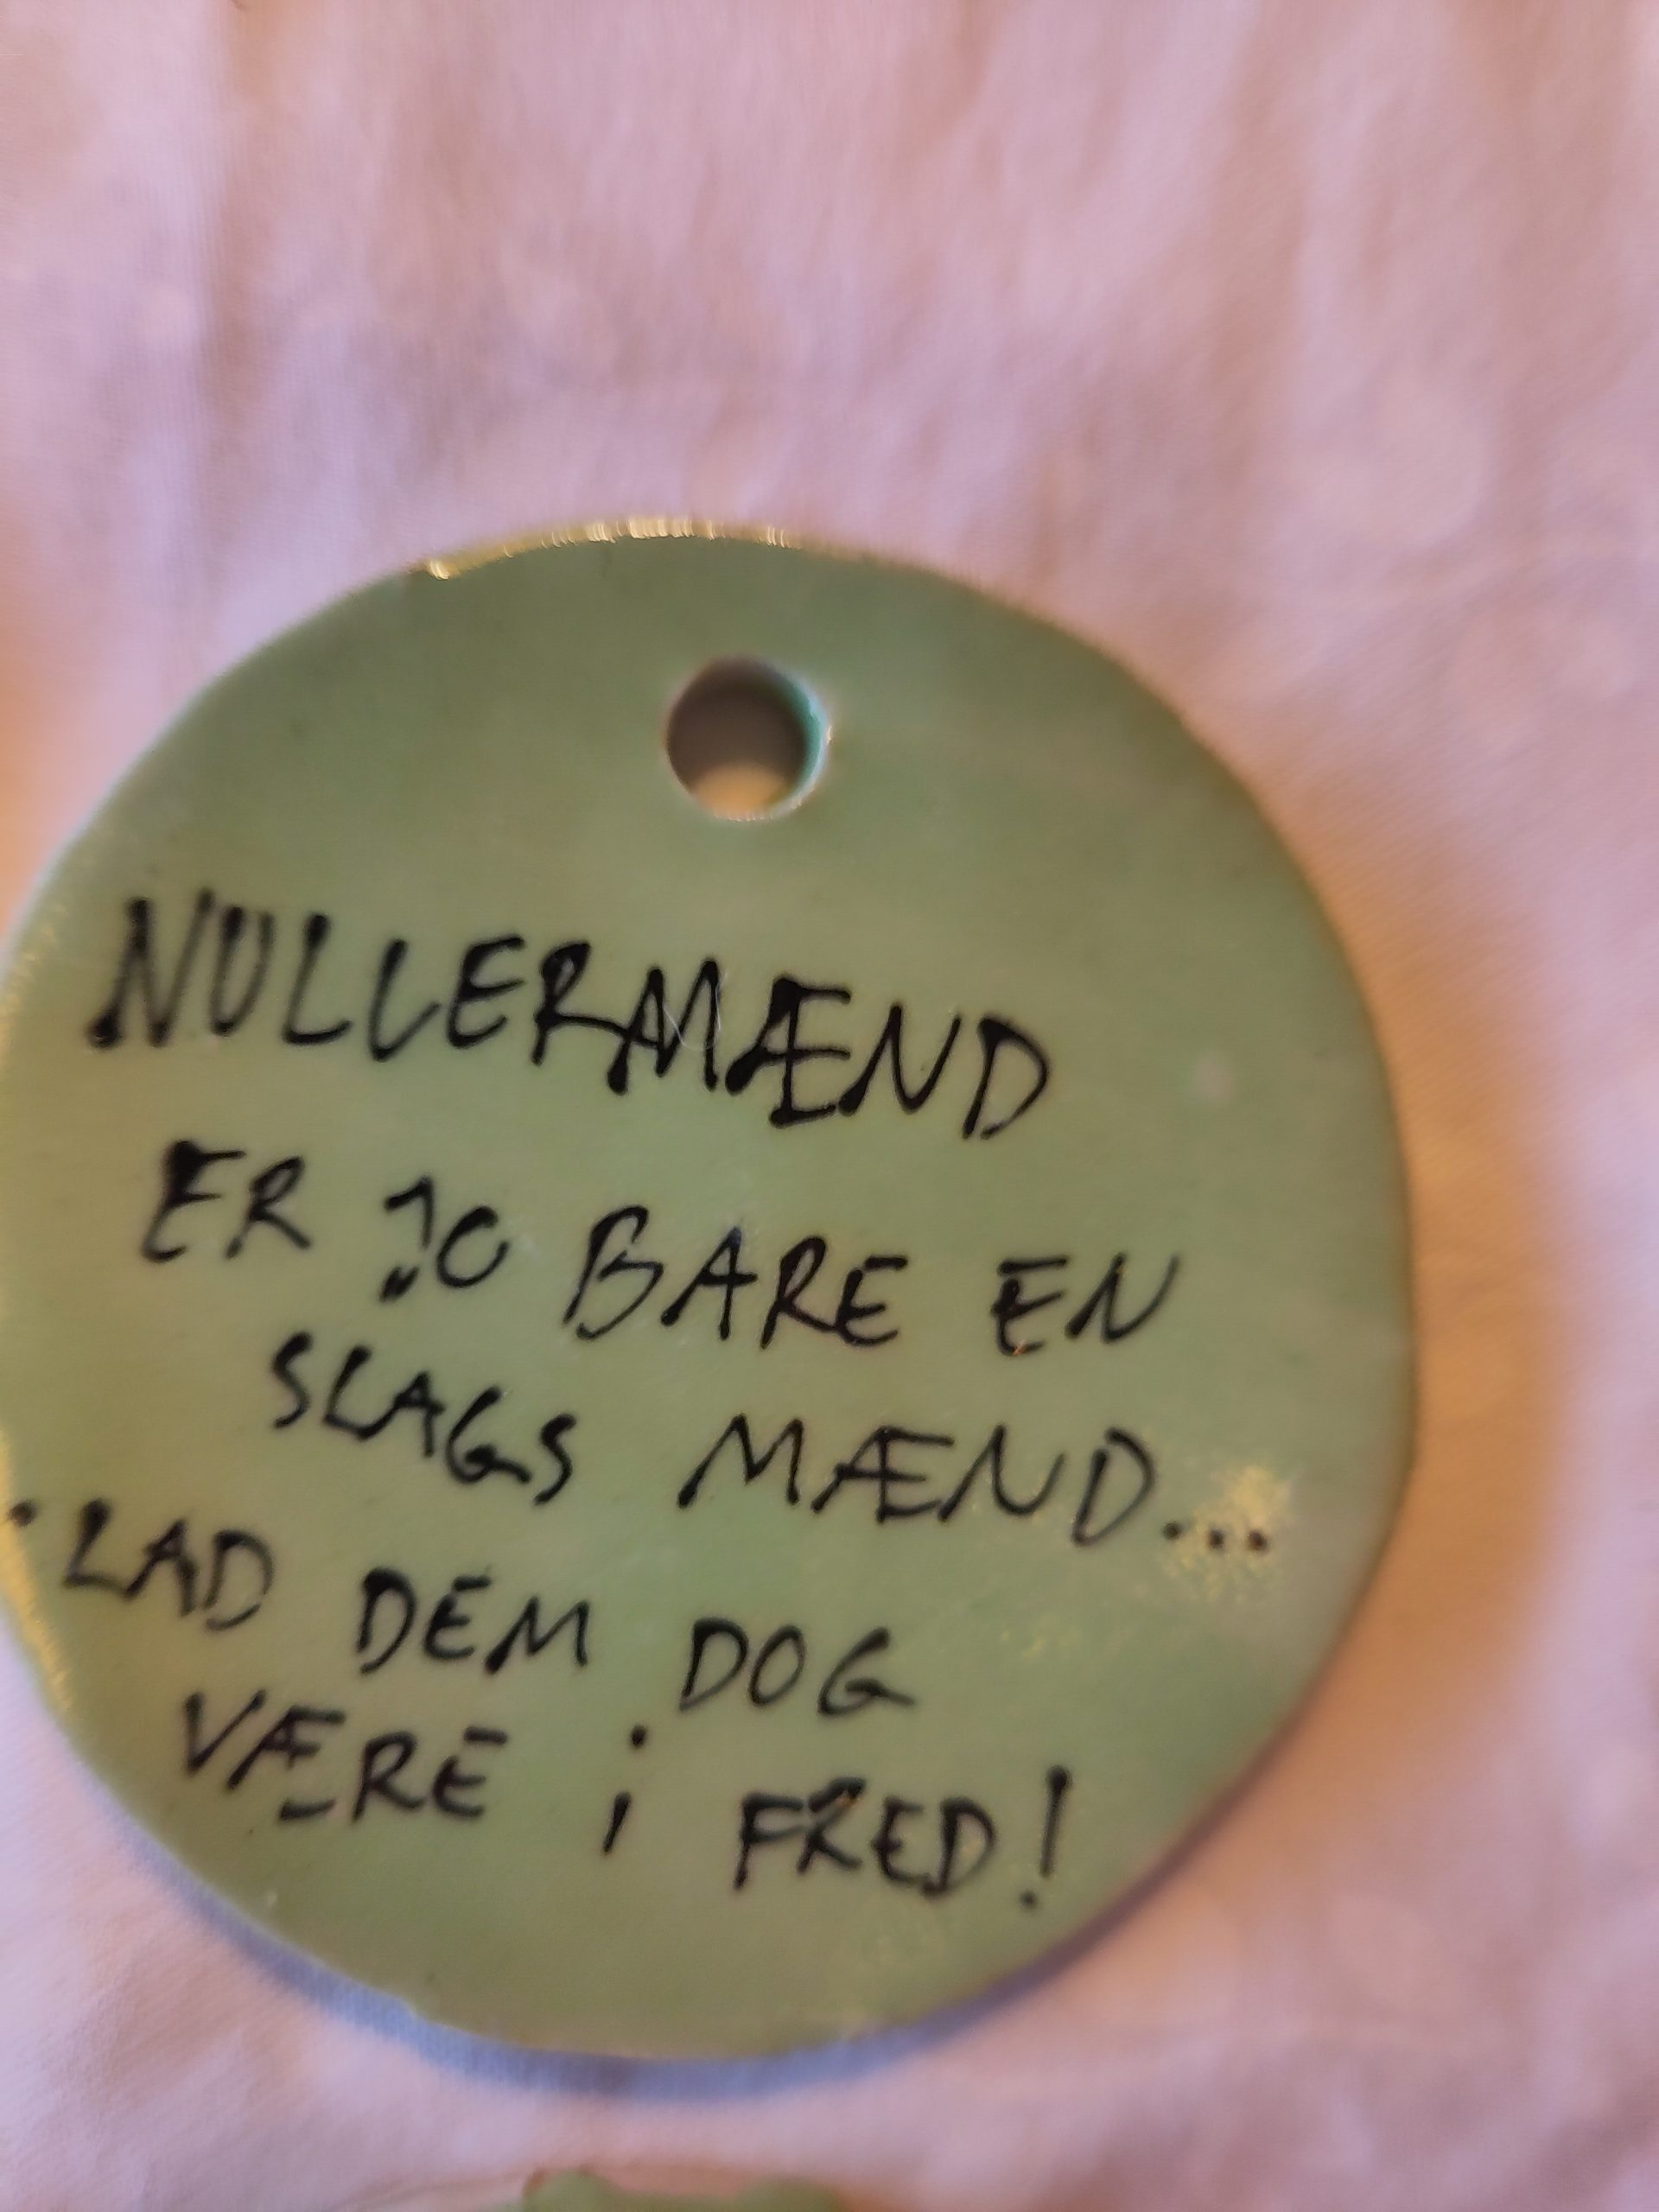 NULLERMÆND
ER JO BARE EN
SLAGS MÆND...
.LAD DEM DOG
VÆRE i FRED!